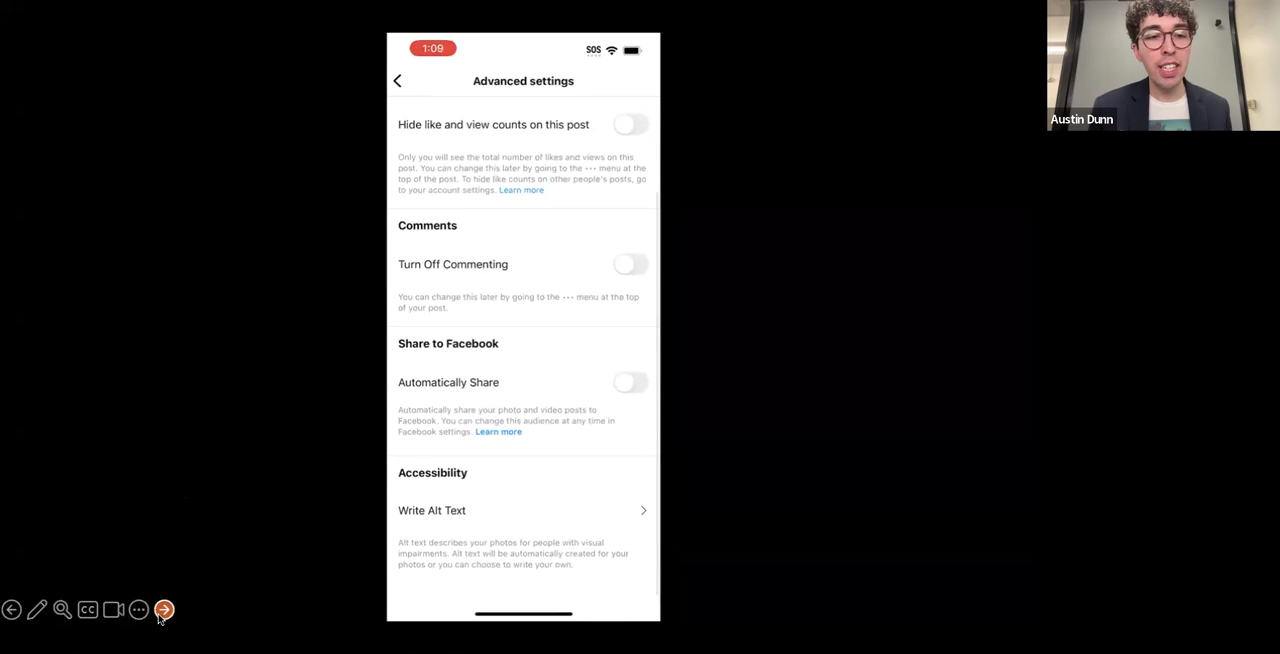 1:09
SOS
Advanced settings
Hide like and view counts on this post
Only you will see the total number of likes and views on this
post. You can change this later by going to the ••• menu at the
top of the post. To hide like counts on other people's posts, go
to your account settings. Learn more
Comments
Turn Off Commenting
You can change this later by going to the ••• menu at the top
of your post.
Share to Facebook
Automatically Share
Automatically share your photo and video posts to
Facebook. You can change this audience at any time in
Facebook settings. Learn more
Accessibility
Write Alt Text
Alt text describes your photos for people with visual
impairments. Alt text will be automatically created for your
photos or you can choose to write your own.
Austin Dunn
CC